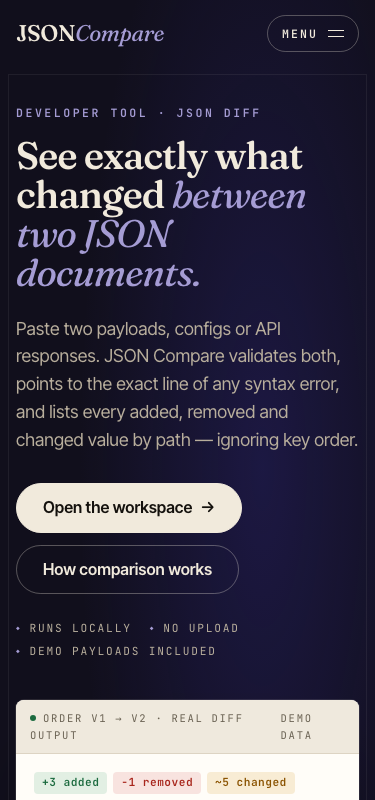 JSONCompare
MENU
DEVELOPER TOOL · JSON DIFF
See exactly what
changed between
two JSON
documents.
Paste two payloads, configs or API
responses. JSON Compare validates both,
points to the exact line of any syntax error,
and lists every added, removed and
changed value by path — ignoring key order.
Open the workspace →
How comparison works
• RUNS LOCALLY • NO UPLOAD
• DEMO PAYLOADS INCLUDED
ORDER V1 → V2 · REAL DIFF OUTPUT
DEMO DATA
+3 added -1 removed ~5 changed